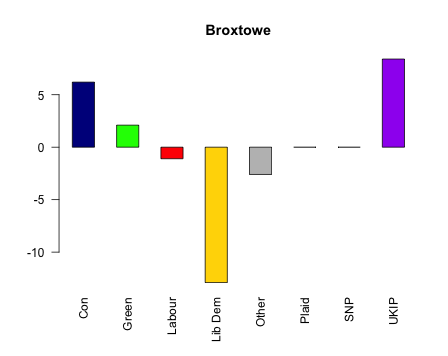 Broxtowe
5
0
-5
-10
Con
Green
Labour
Lib Dem
Other
Plaid
SNP
UKIP